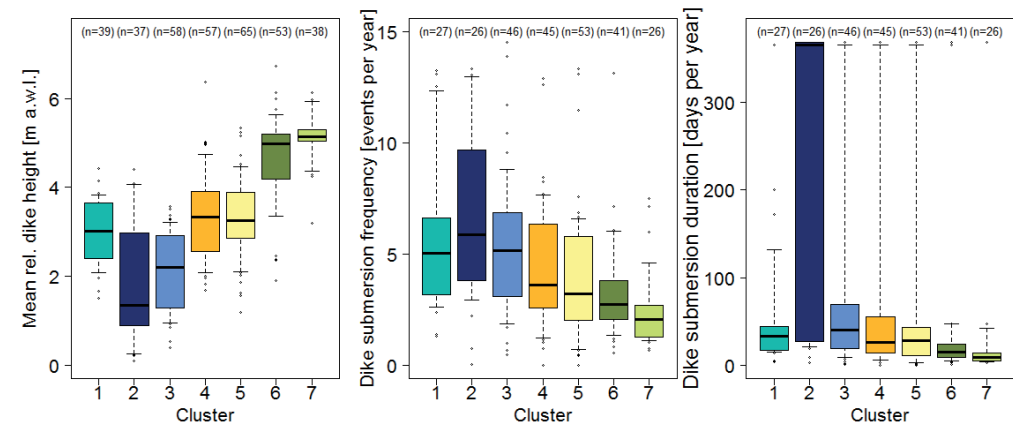 Mean rel. dike height [m a.w.l.]
(n=39) (n=37) (n=58) (n=57) (n=65) (n=53) (n=38)
6
4
2
0
1 2 3 4 5 6 7
Cluster
Dike submersion frequency [events per year]
(n=27) (n=26) (n=46) (n=45) (n=53) (n=41) (n=26)
15
10
5
0
1 2 3 4 5 6 7
Cluster
Dike submersion duration [days per year]
(n=27) (n=26) (n=46) (n=45) (n=53) (n=41) (n=26)
300
200
100
0
1 2 3 4 5 6 7
Cluster